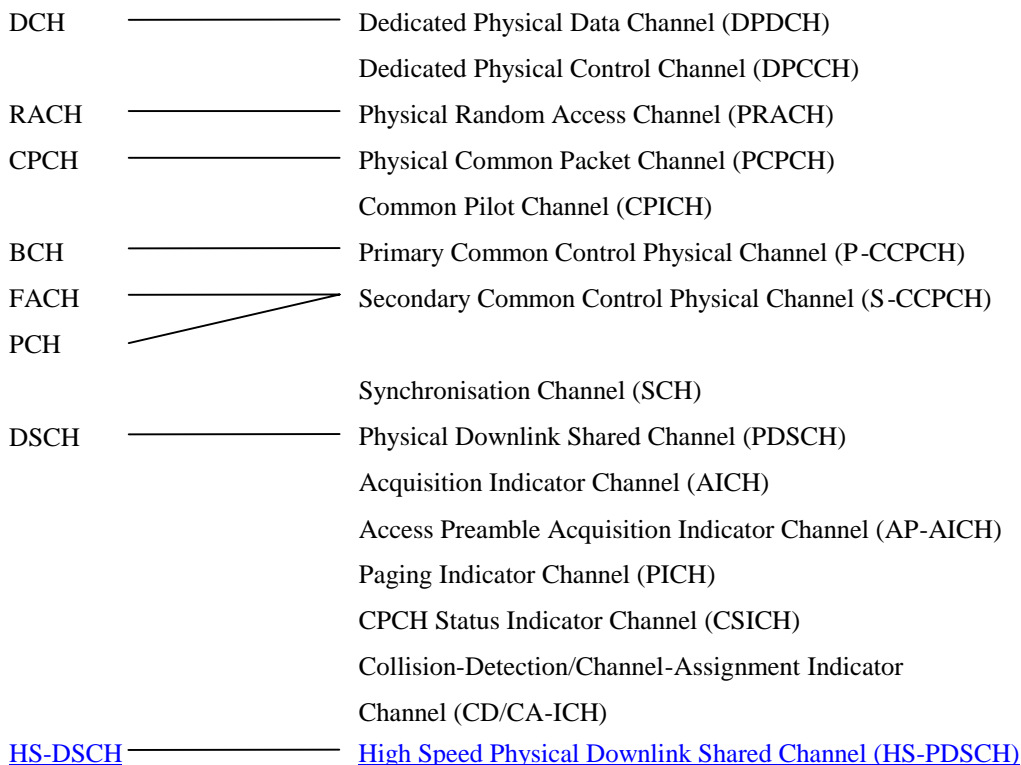 DCH Dedicated Physical Data Channel (DPDCH)
Dedicated Physical Control Channel (DPCCH)
RACH Physical Random Access Channel (PRACH)
CPCH Physical Common Packet Channel (PCPCH)
Common Pilot Channel (CPICH)
BCH Primary Common Control Physical Channel (P-CCPCH)
FACH Secondary Common Control Physical Channel (S-CCPCH)
PCH
Synchronisation Channel (SCH)
DSCH Physical Downlink Shared Channel (PDSCH)
Acquisition Indicator Channel (AICH)
Access Preamble Acquisition Indicator Channel (AP-AICH)
Paging Indicator Channel (PICH)
CPCH Status Indicator Channel (CSICH)
Collision-Detection/Channel-Assignment Indicator
Channel (CD/CA-ICH)
HS-DSCH High Speed Physical Downlink Shared Channel (HS-PDSCH)